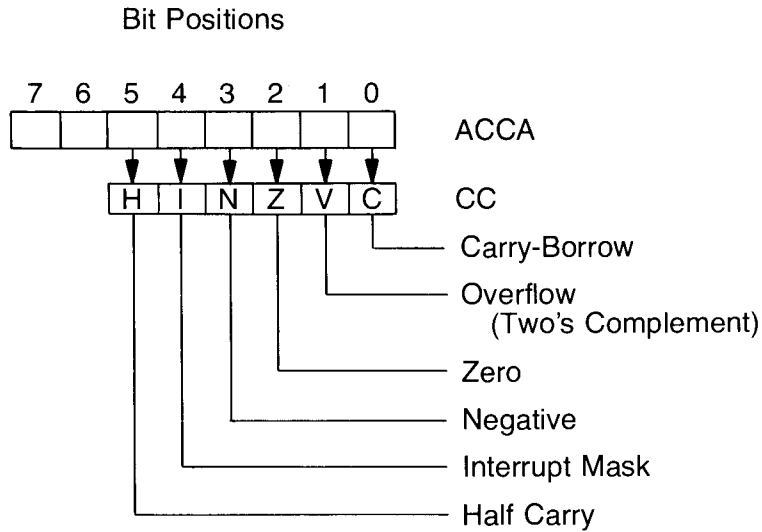 Bit Positions
7 6 5 4 3 2 1 0
ACCA
H I N Z V C
CC
Carry-Borrow
Overflow
(Two's Complement)
Zero
Negative
Interrupt Mask
Half Carry